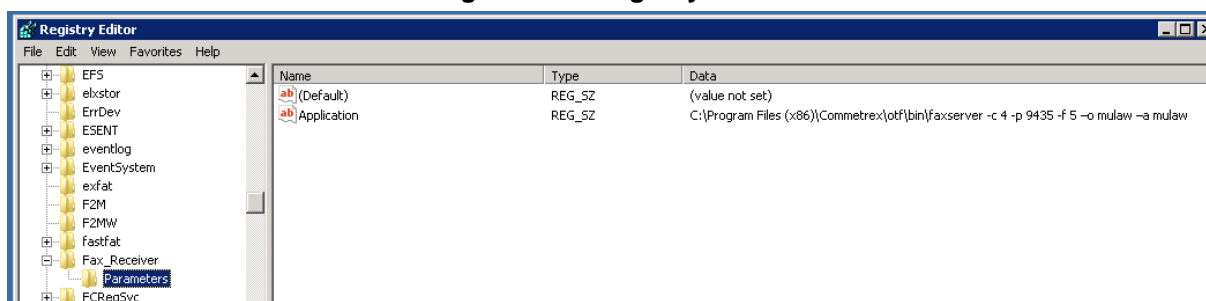 Registry Editor
File Edit View Favorites Help
EFS
elxstor
ErrDev
ESENT
eventlog
EventSystem
exfat
F2M
F2MW
fastfat
Fax_Receiver
Parameters
FCRegSvc
Name Type Data
(Default) REG_SZ (value not set)
Application REG_SZ C:\Program Files (x86)\Commetrex\otf\bin\faxserver -c 4 -p 9435 -f 5 –o mulaw –a mulaw